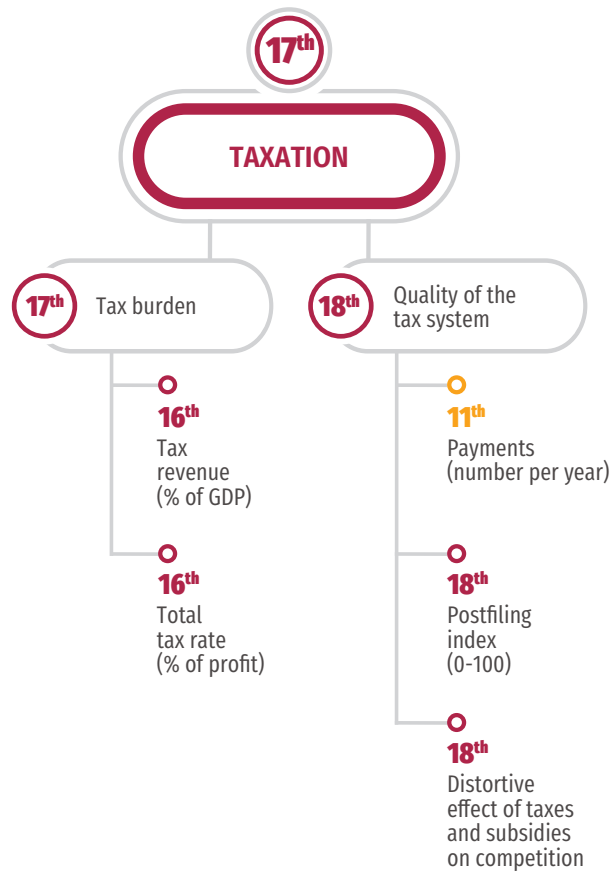 17th
TAXATION
17th
Tax burden
18th
Quality of the
tax system
16th
Tax
revenue
(% of GDP)
16th
Total
tax rate
(% of profit)
11th
Payments
(number per year)
18th
Postfiling
index
(0-100)
18th
Distortive
effect of taxes
and subsidies
on competition